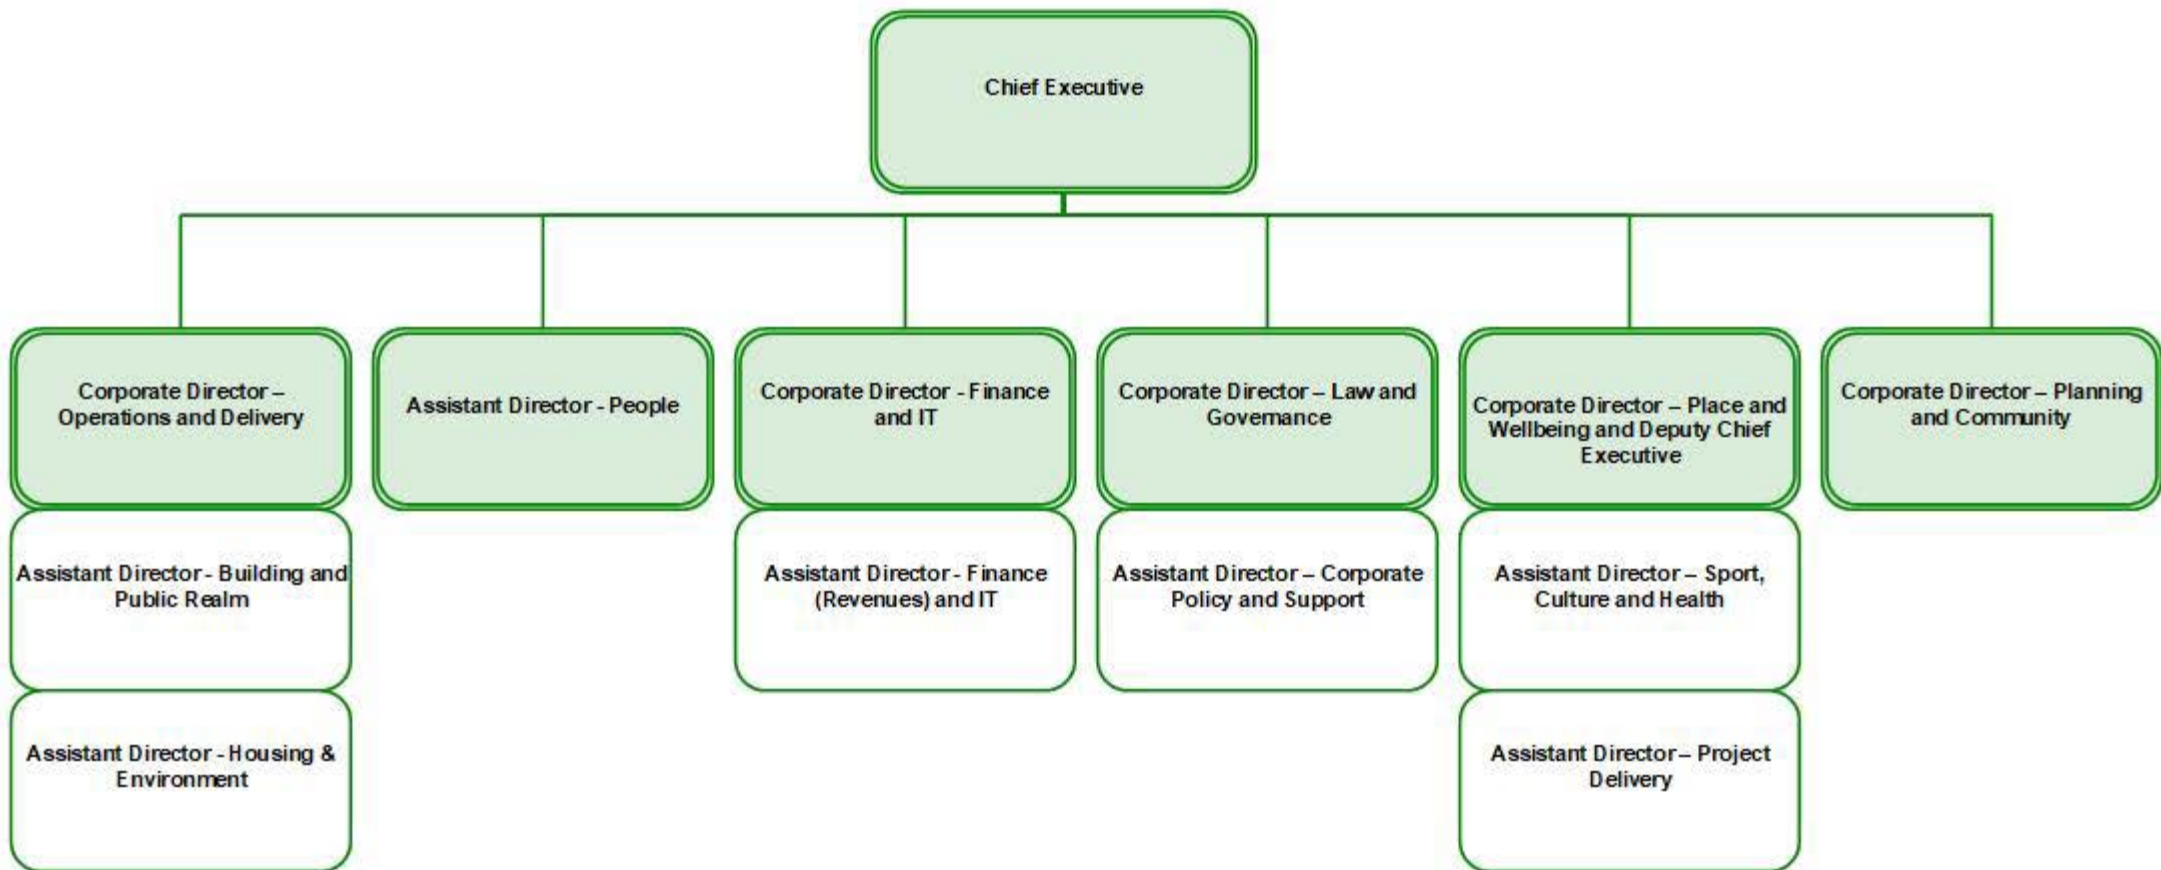 Chief Executive
Corporate Director –
Operations and Delivery
Assistant Director - People
Corporate Director - Finance
and IT
Corporate Director – Law and
Governance
Corporate Director – Place and
Wellbeing and Deputy Chief
Executive
Corporate Director – Planning
and Community
Assistant Director - Building and
Public Realm
Assistant Director - Finance
(Revenues) and IT
Assistant Director – Corporate
Policy and Support
Assistant Director – Sport,
Culture and Health
Assistant Director - Housing &
Environment
Assistant Director – Project
Delivery